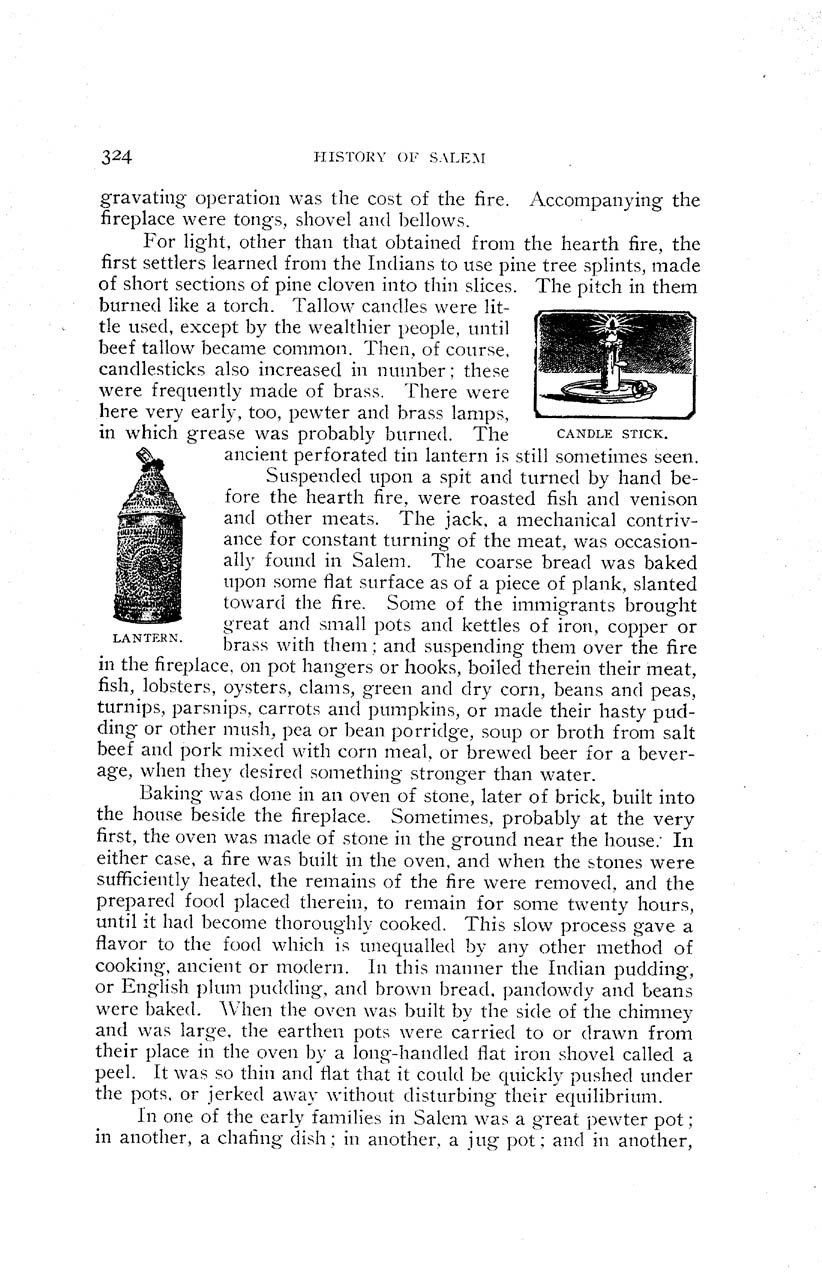 324 HISTORY OF SALEM
gravating operation was the cost of the fire. Accompanying the
fireplace were tongs, shovel and bellows.
For light, other than that obtained from the hearth fire, the
first settlers learned from the Indians to use pine tree splints, made
of short sections of pine cloven into thin slices. The pitch in them
burned like a torch. Tallow candles were lit-
tle used, except by the wealthier people, until
beef tallow became common. Then, of course,
candlesticks also increased in number; these
were frequently made of brass. There were
here very early, too, pewter and brass lamps,
in which grease was probably burned. The
CANDLE STICK.
ancient perforated tin lantern is still sometimes seen.
Suspended upon a spit and turned by hand be-
fore the hearth fire, were roasted fish and venison
and other meats. The jack, a mechanical contriv-
ance for constant turning of the meat, was occasion-
ally found in Salem. The coarse bread was baked
upon some flat surface as of a piece of plank, slanted
toward the fire. Some of the immigrants brought
great and small pots and kettles of iron, copper or
LANTERN.
brass with them; and suspending them over the fire
in the fireplace, on pot hangers or hooks, boiled therein their meat,
fish, lobsters, oysters, clams, green and dry corn, beans and peas,
turnips, parsnips, carrots and pumpkins, or made their hasty pud-
ding or other mush, pea or bean porridge, soup or broth from salt
beef and pork mixed with corn meal, or brewed beer for a bever-
age, when they desired something stronger than water.
Baking was done in an oven of stone, later of brick, built into
the house beside the fireplace. Sometimes, probably at the very
first, the oven was made of stone in the ground near the house. In
either case, a fire was built in the oven, and when the stones were
sufficiently heated, the remains of the fire were removed, and the
prepared food placed therein, to remain for some twenty hours,
until it had become thoroughly cooked. This slow process gave a
flavor to the food which is unequalled by any other method of
cooking, ancient or modern. In this manner the Indian pudding,
or English plum pudding, and brown bread, pandowdy and beans
were baked. When the oven was built by the side of the chimney
and was large, the earthen pots were carried to or drawn from
their place in the oven by a long-handled flat iron shovel called a
peel. It was so thin and flat that it could be quickly pushed under
the pots, or jerked away without disturbing their equilibrium.
In one of the early families in Salem was a great pewter pot;
in another, a chafing dish; in another, a jug pot; and in another,